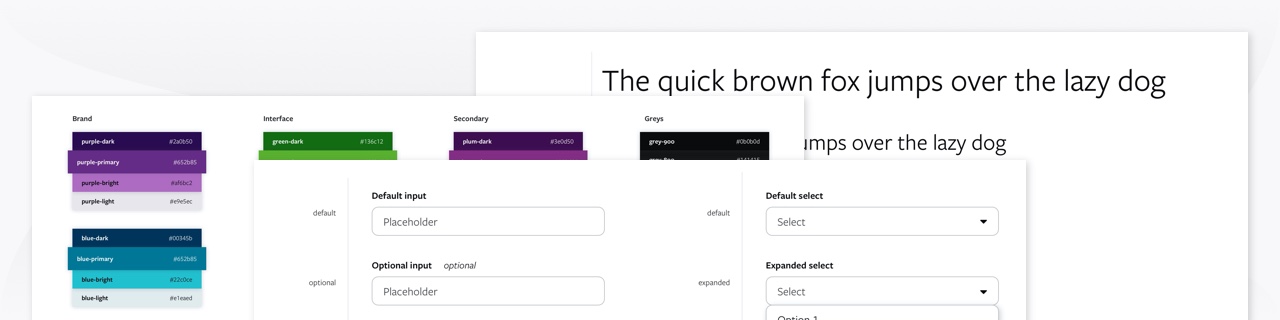 The quick brown fox jumps over the lazy dog
umps over the lazy dog
Brand
Interface
Secondary
Greys
purple-dark #2a0b50
green-dark #136c12
plum-dark #3e0d50
grey-900 #0b0b0d
purple-primary #652b85
purple-bright #af6bc2
purple-light #e9e5ec
blue-dark #00345b
blue-primary #652b85
blue-bright #22c0ce
blue-light #e1eaed
Default input
default
Placeholder
Optional input optional
optional
Placeholder
Default select
default
Select
Expanded select
expanded
Select
Option 1